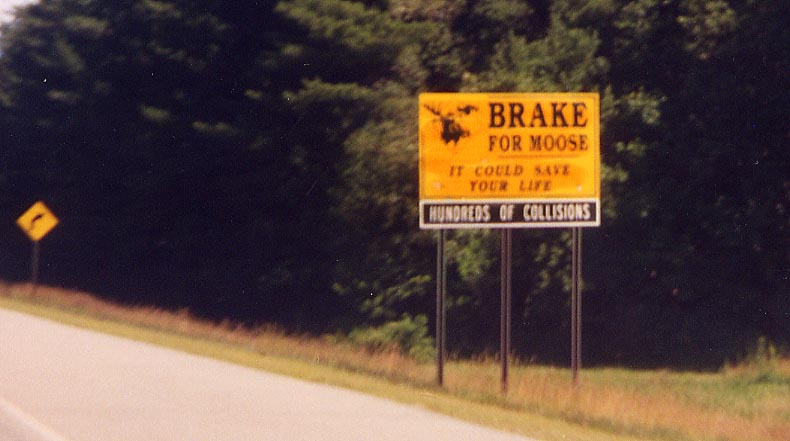 BRAKE
FOR MOOSE
IT COULD SAVE
YOUR LIFE
HUNDREDS OF COLLISIONS